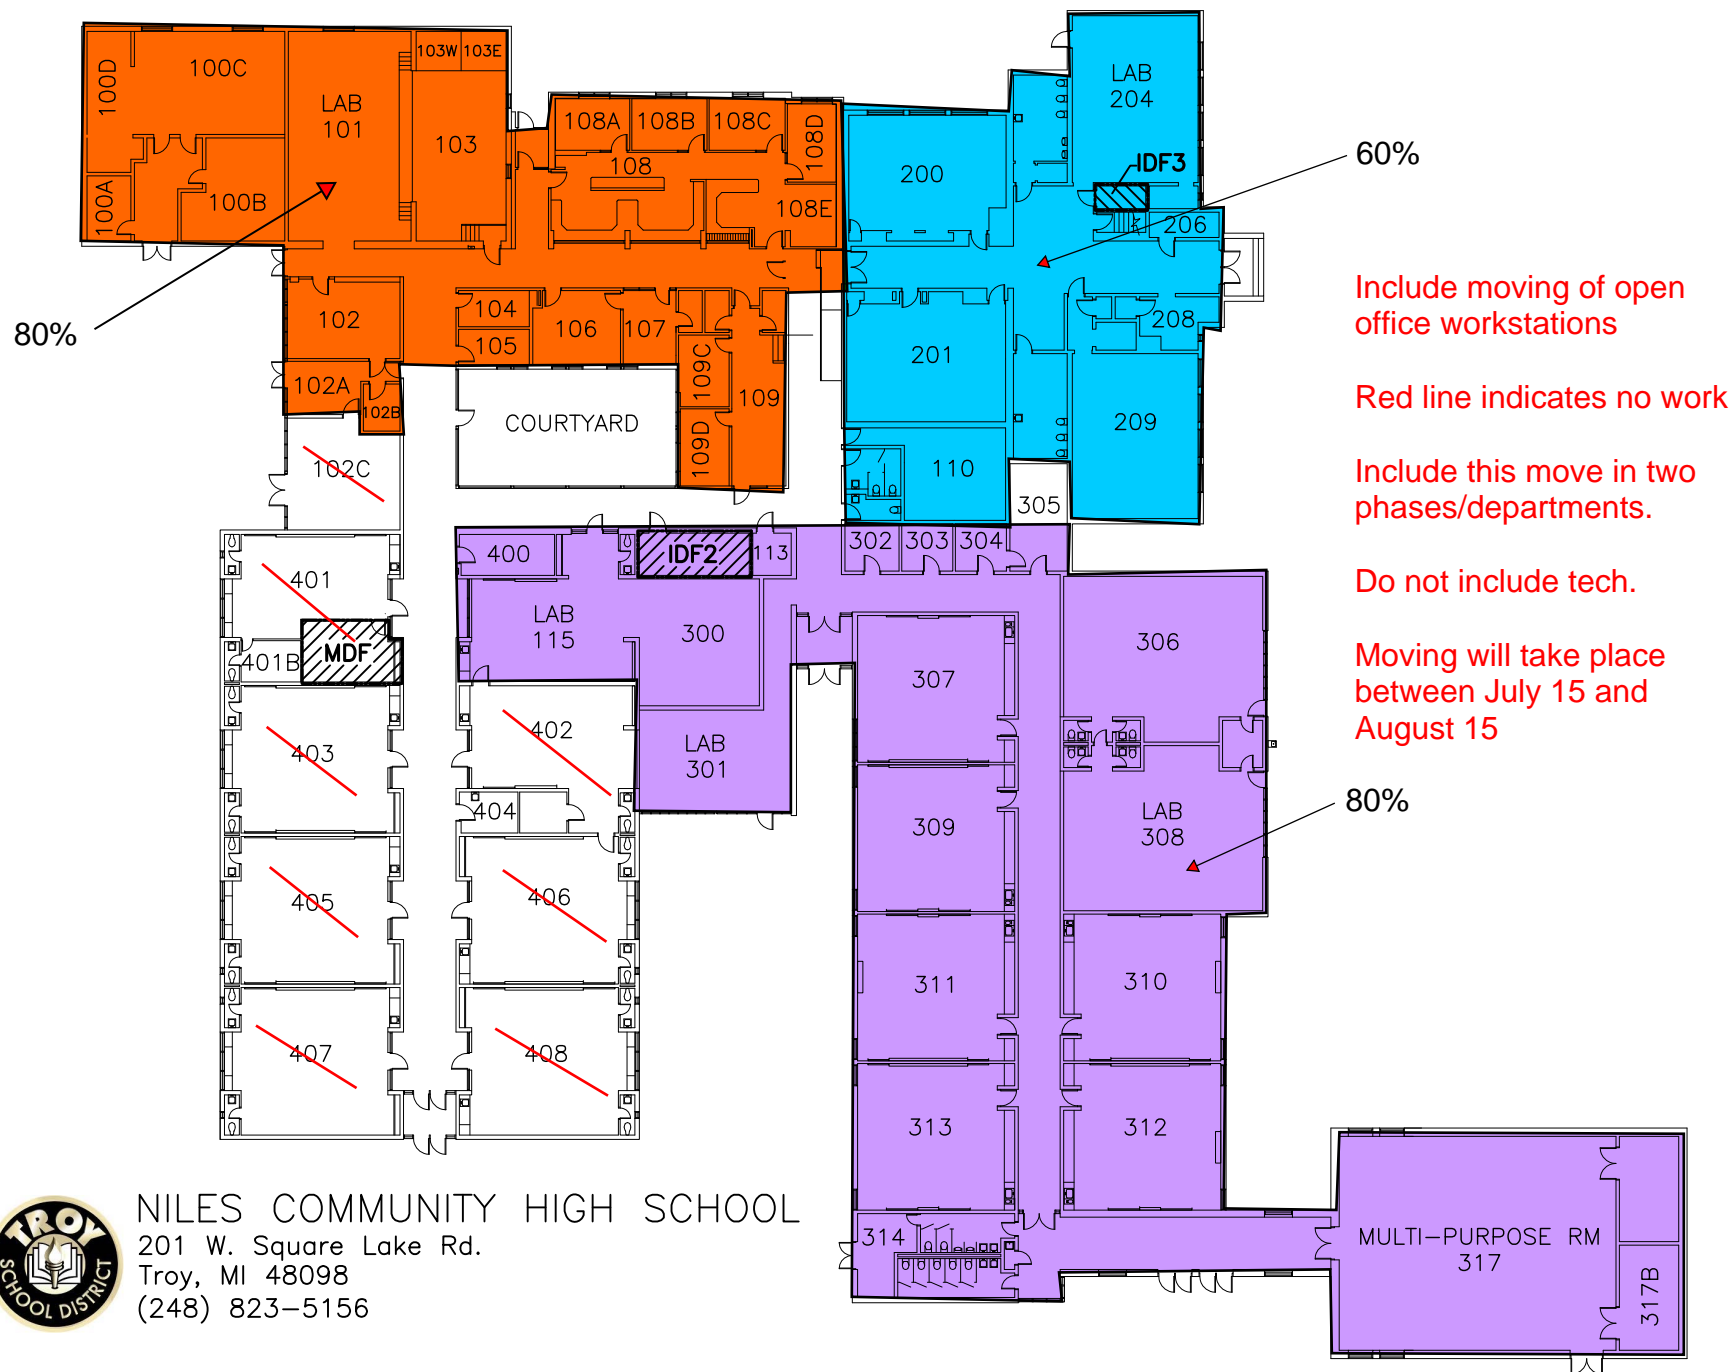 100D
100C
LAB
101
103W
103E
103
100A
100B
108A
108B
108C
108D
108
108E
LAB
204
IDF3
200
206
60%
80%
102
104
105
106
107
109C
109
109D
102A
102B
COURTYARD
201
208
209
110
Include moving of open
office workstations
Red line indicates no work
Include this move in two
phases/departments.
Do not include tech.
Moving will take place
between July 15 and
August 15
102C
305
400
IDF2
113
302
303
304
401
401B
MDF
LAB
115
300
306
307
403
402
LAB
301
404
309
LAB
308
80%
405
406
311
310
407
408
313
312
314
MULTI-PURPOSE RM
317
317B
TROY
SCHOOL DISTRICT
NILES COMMUNITY HIGH SCHOOL
201 W. Square Lake Rd.
Troy, MI 48098
(248) 823-5156